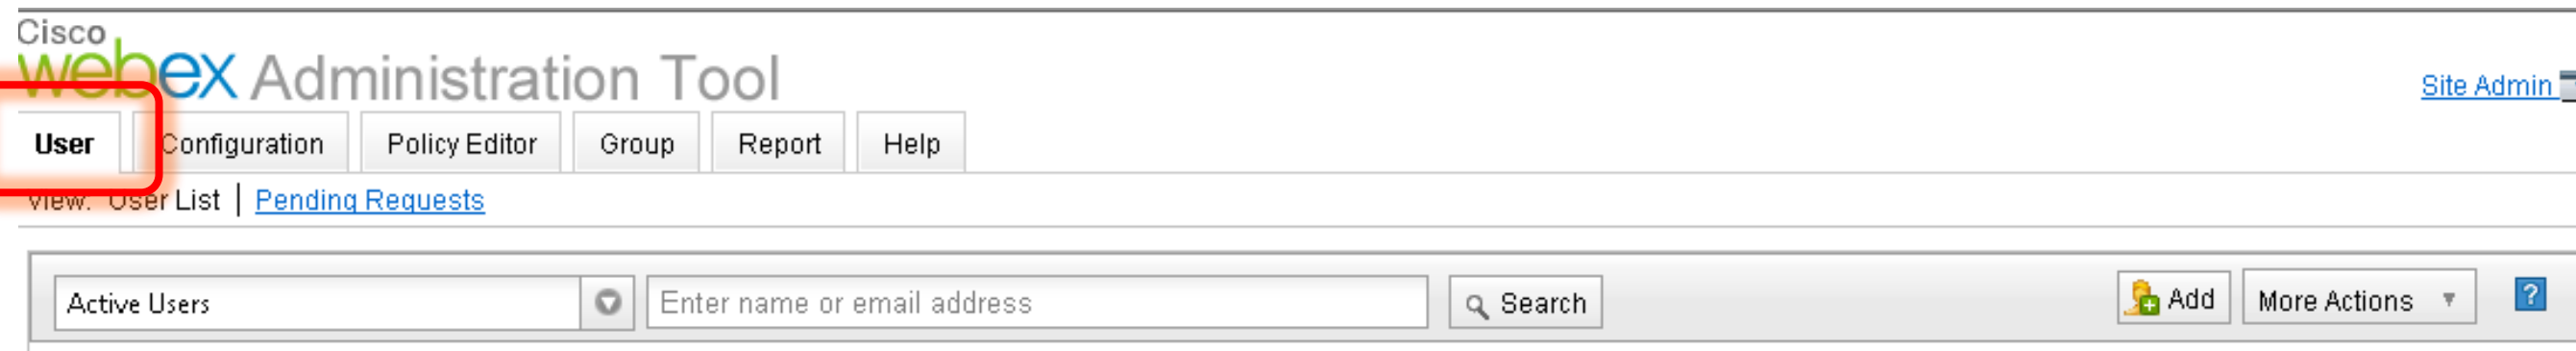 Cisco
webex Administration Tool
Site Admin
User Configuration Policy Editor Group Report Help
View: User List | Pending Requests
Active Users Enter name or email address Search Add More Actions ?